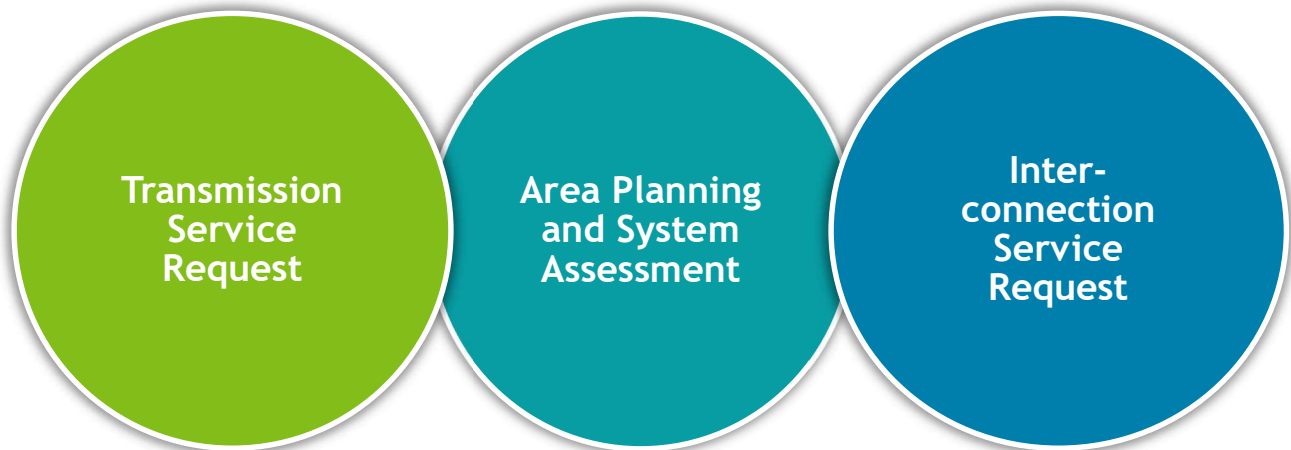 Transmission
Service
Request
Area Planning
and System
Assessment
Inter-
connection
Service
Request